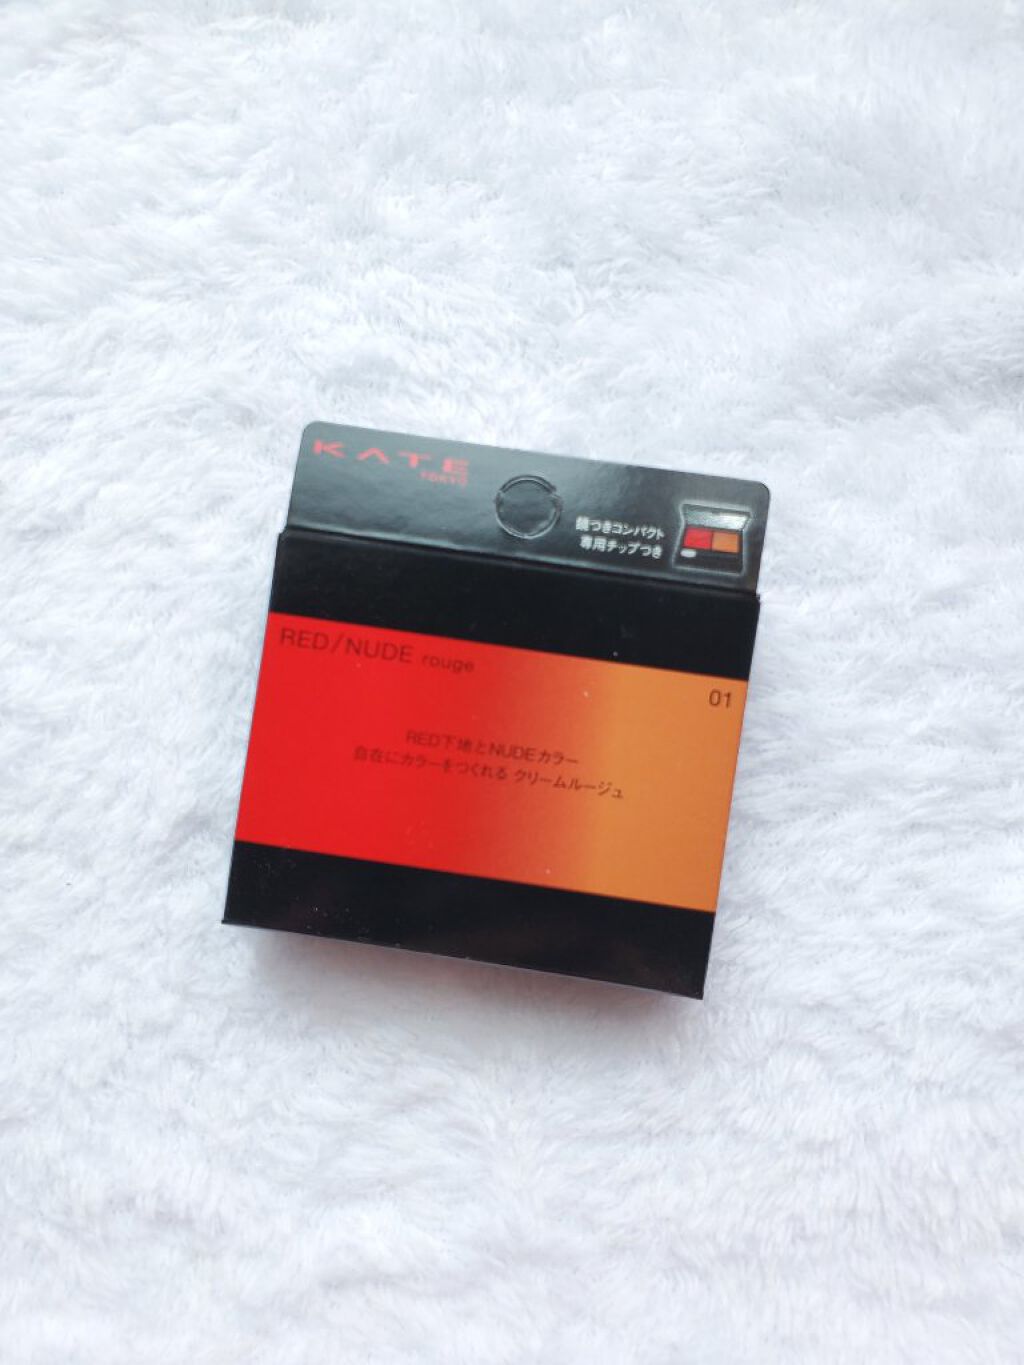 KATE
TOKYO
鏡つきコンパクト
専用チップつき
RED/NUDE rouge
01
RED下地とNUDEカラー
自在にカラーをつくれる クリームルージュ